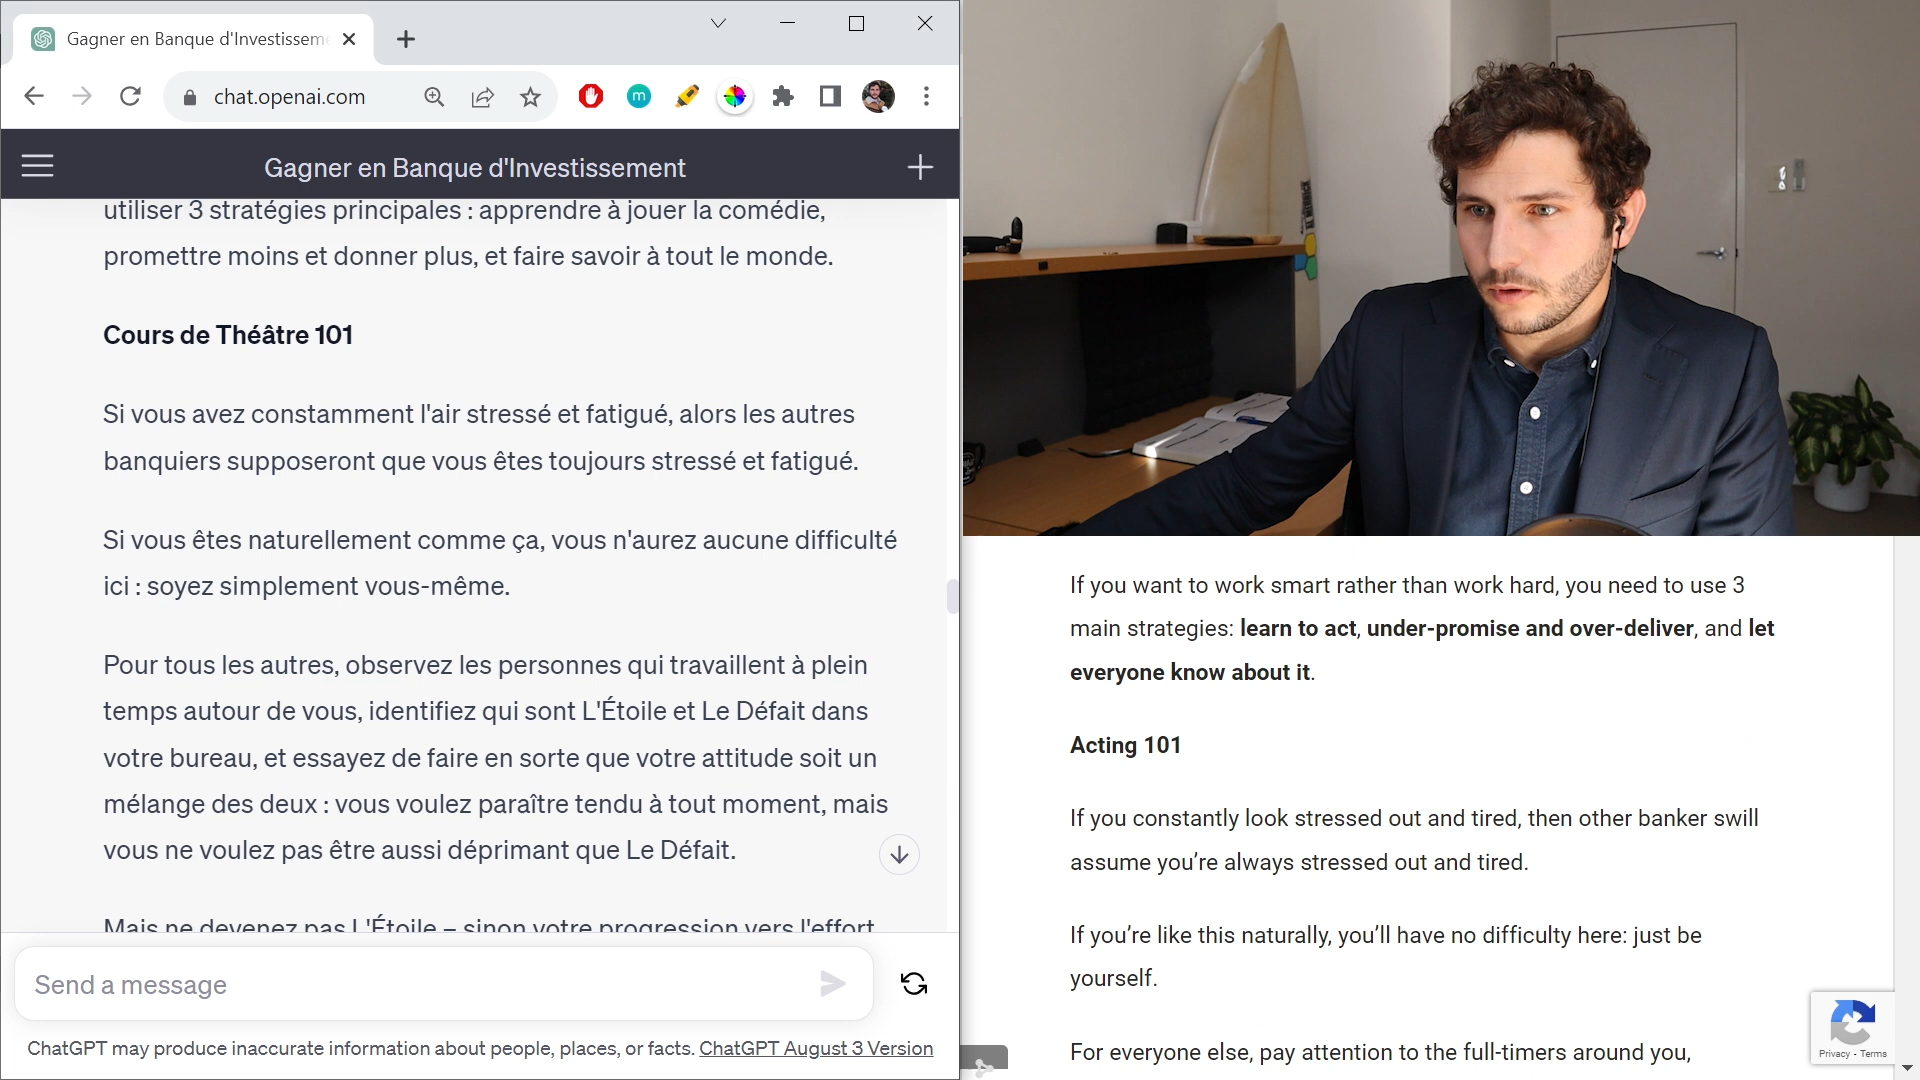 Gagner en Banque d'Investissem
chat.openai.com
m
Gagner en Banque d'Investissement
utiliser 3 stratégies principales : apprendre à jouer la comédie,
promettre moins et donner plus, et faire savoir à tout le monde.
Cours de Théâtre 101
Si vous avez constamment l'air stressé et fatigué, alors les autres
banquiers supposeront que vous êtes toujours stressé et fatigué.
Si vous êtes naturellement comme ça, vous n'aurez aucune difficulté
ici : soyez simplement vous-même.
Pour tous les autres, observez les personnes qui travaillent à plein
temps autour de vous, identifiez qui sont L'Étoile et Le Défait dans
votre bureau, et essayez de faire en sorte que votre attitude soit un
mélange des deux : vous voulez paraître tendu à tout moment, mais
vous ne voulez pas être aussi déprimant que Le Défait.
Mais ne devenez pas L'Étoile – sinon votre progression vers l'effort
Send a message
ChatGPT may produce inaccurate information about people, places, or facts. ChatGPT August 3 Version
If you want to work smart rather than work hard, you need to use 3
main strategies: learn to act, under-promise and over-deliver, and let
everyone know about it.
Acting 101
If you constantly look stressed out and tired, then other banker swill
assume you’re always stressed out and tired.
If you’re like this naturally, you’ll have no difficulty here: just be
yourself.
For everyone else, pay attention to the full-timers around you,
Privacy - Terms